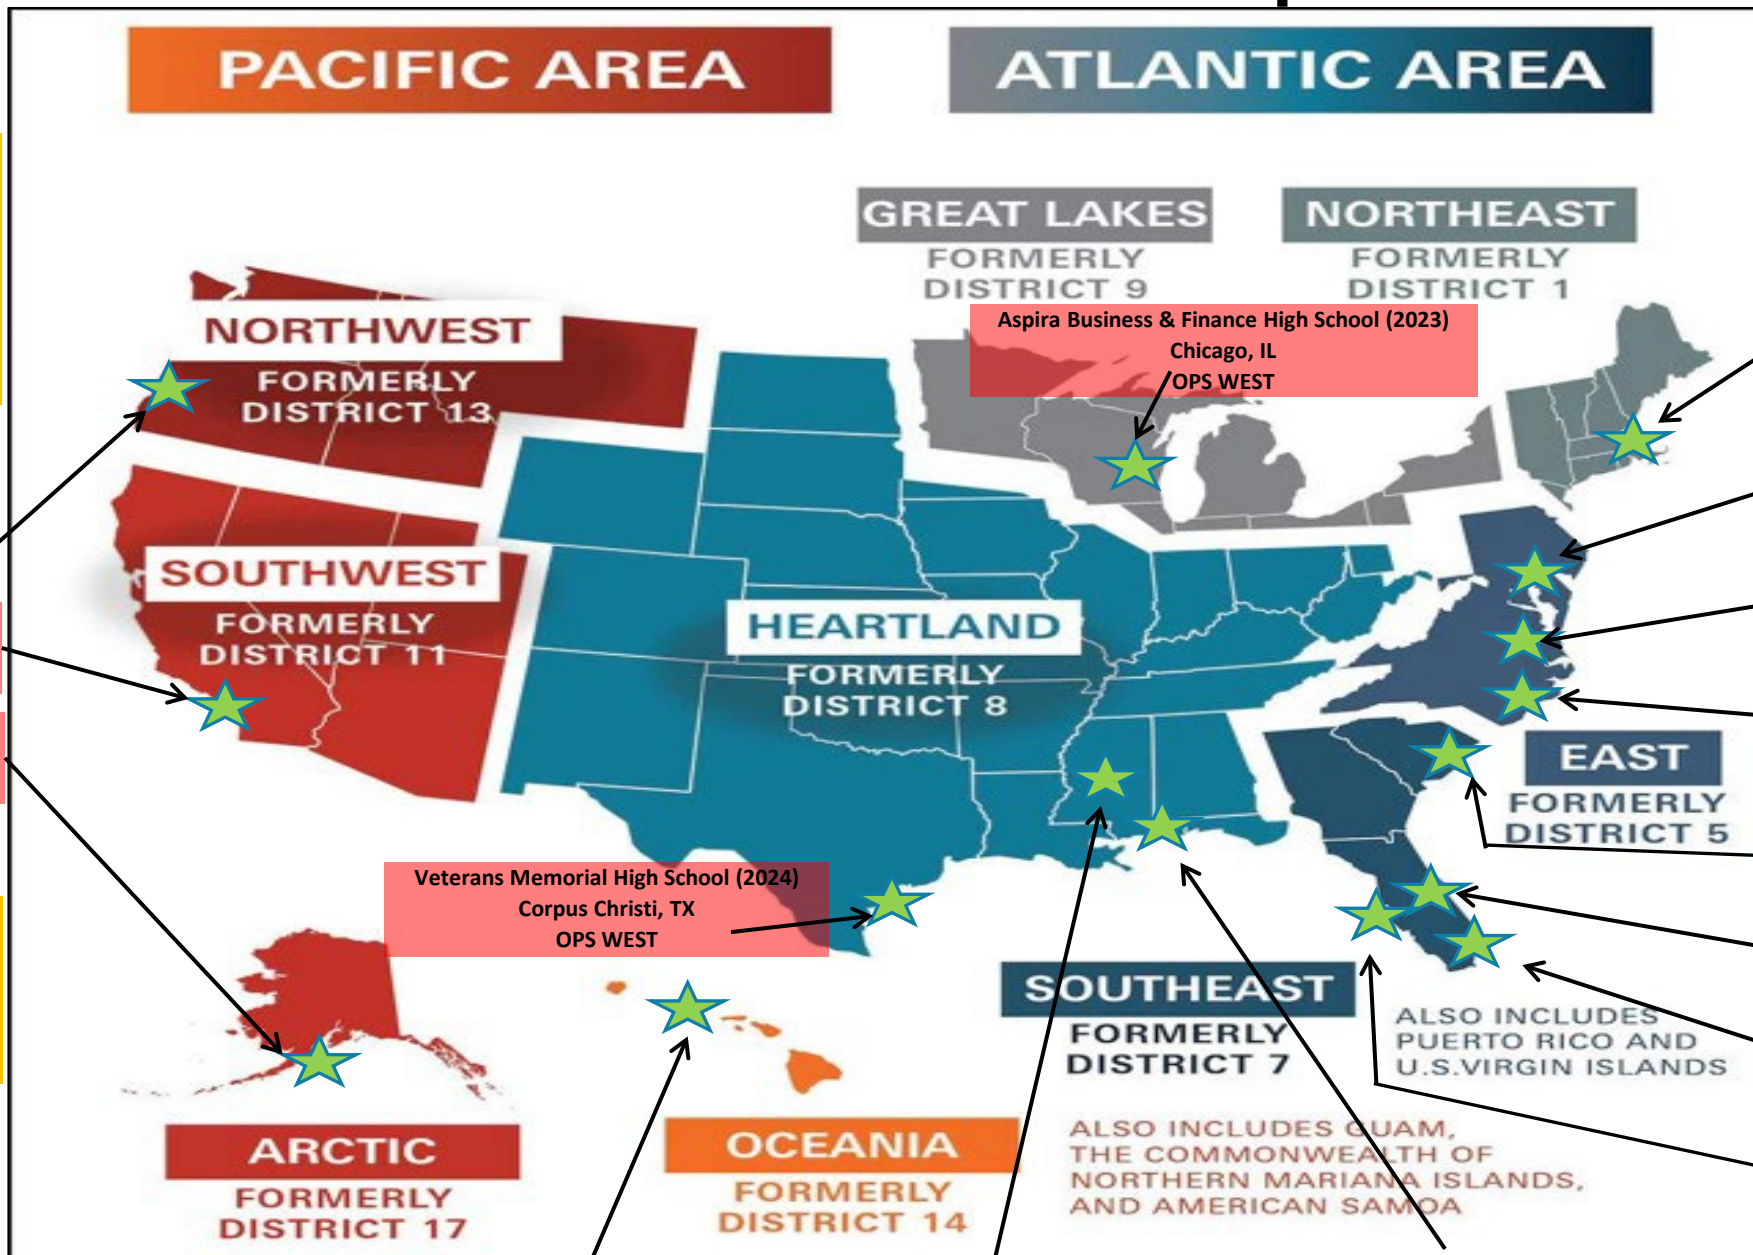 PACIFIC AREA
ATLANTIC AREA
GREAT LAKES
FORMERLY
DISTRICT 9
NORTHEAST
FORMERLY
DISTRICT 1
Aspira Business & Finance High School (2023)
Chicago, IL
OPS WEST
NORTHWEST
FORMERLY
DISTRICT 13
SOUTHWEST
FORMERLY
DISTRICT 11
HEARTLAND
FORMERLY
DISTRICT 8
EAST
FORMERLY
DISTRICT 5
Veterans Memorial High School (2024)
Corpus Christi, TX
OPS WEST
SOUTHEAST
FORMERLY
DISTRICT 7
ALSO INCLUDES
PUERTO RICO AND
U.S.VIRGIN ISLANDS
ARCTIC
FORMERLY
DISTRICT 17
OCEANIA
FORMERLY
DISTRICT 14
ALSO INCLUDES GUAM,
THE COMMONWEALTH OF
NORTHERN MARIANA ISLANDS,
AND AMERICAN SAMOA